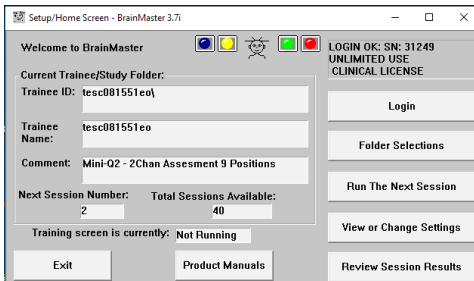 Setup/Home Screen - BrainMaster 3.7i
Welcome to BrainMaster
LOGIN OK: SN: 31249
UNLIMITED USE
CLINICAL LICENSE
Current Trainee/Study Folder:
Trainee ID: tesc081551eo\
Trainee Name: tesc081551eo
Comment: Mini-Q2 - 2Chan Assesment 9 Positions
Next Session Number: Total Sessions Available:
2 40
Training screen is currently: Not Running
Exit
Product Manuals
Login
Folder Selections
Run The Next Session
View or Change Settings
Review Session Results